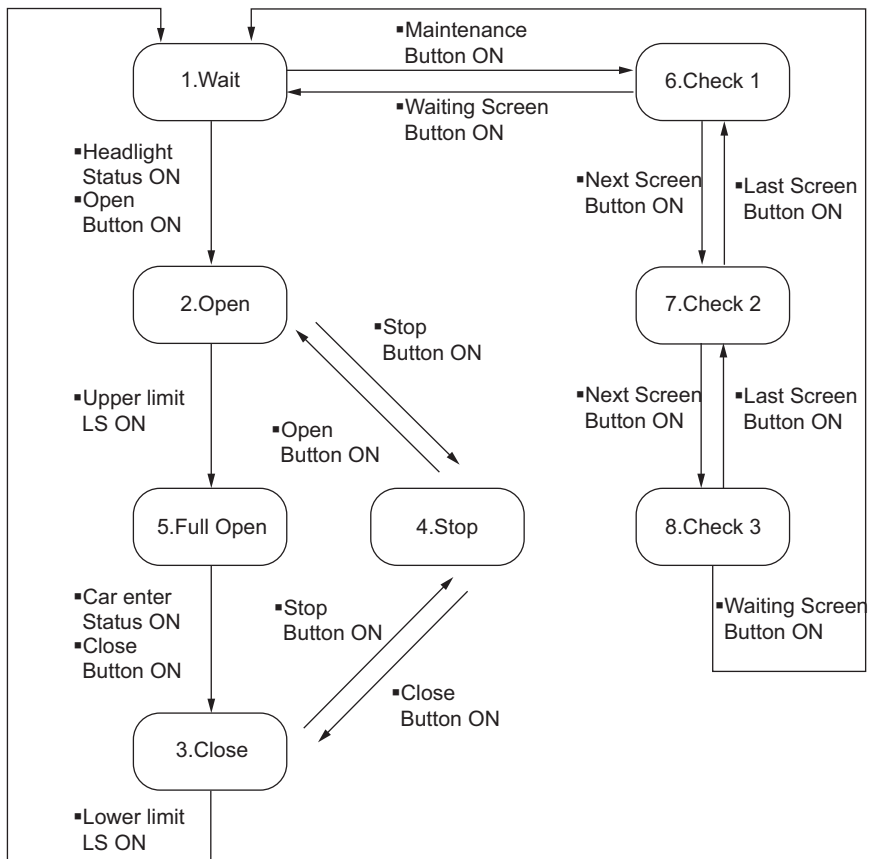 ▪Maintenance
Button ON
1.Wait
6.Check 1
▪Waiting Screen
Button ON
▪Headlight
Status ON
▪Open
Button ON
▪Next Screen
Button ON
▪Last Screen
Button ON
2.Open
7.Check 2
▪Stop
Button ON
▪Upper limit
LS ON
▪Open
Button ON
▪Next Screen
Button ON
▪Last Screen
Button ON
5.Full Open
4.Stop
8.Check 3
▪Car enter
Status ON
▪Close
Button ON
▪Stop
Button ON
▪Waiting Screen
Button ON
▪Close
Button ON
3.Close
▪Lower limit
LS ON